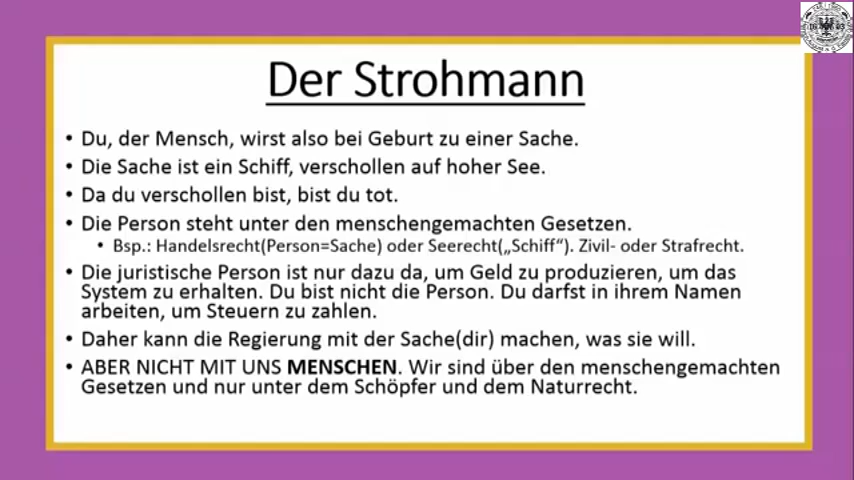 Der Strohmann
• Du, der Mensch, wirst also bei Geburt zu einer Sache.
• Die Sache ist ein Schiff, verschollen auf hoher See.
• Da du verschollen bist, bist du tot.
• Die Person steht unter den menschengemachten Gesetzen.
• Bsp.: Handelsrecht(Person=Sache) oder Seerecht(„Schiff“). Zivil- oder Strafrecht.
• Die juristische Person ist nur dazu da, um Geld zu produzieren, um das
System zu erhalten. Du bist nicht die Person. Du darfst in ihrem Namen
arbeiten, um Steuern zu zahlen.
• Daher kann die Regierung mit der Sache(dir) machen, was sie will.
• ABER NICHT MIT UNS MENSCHEN. Wir sind über den menschengemachten
Gesetzen und nur unter dem Schöpfer und dem Naturrecht.